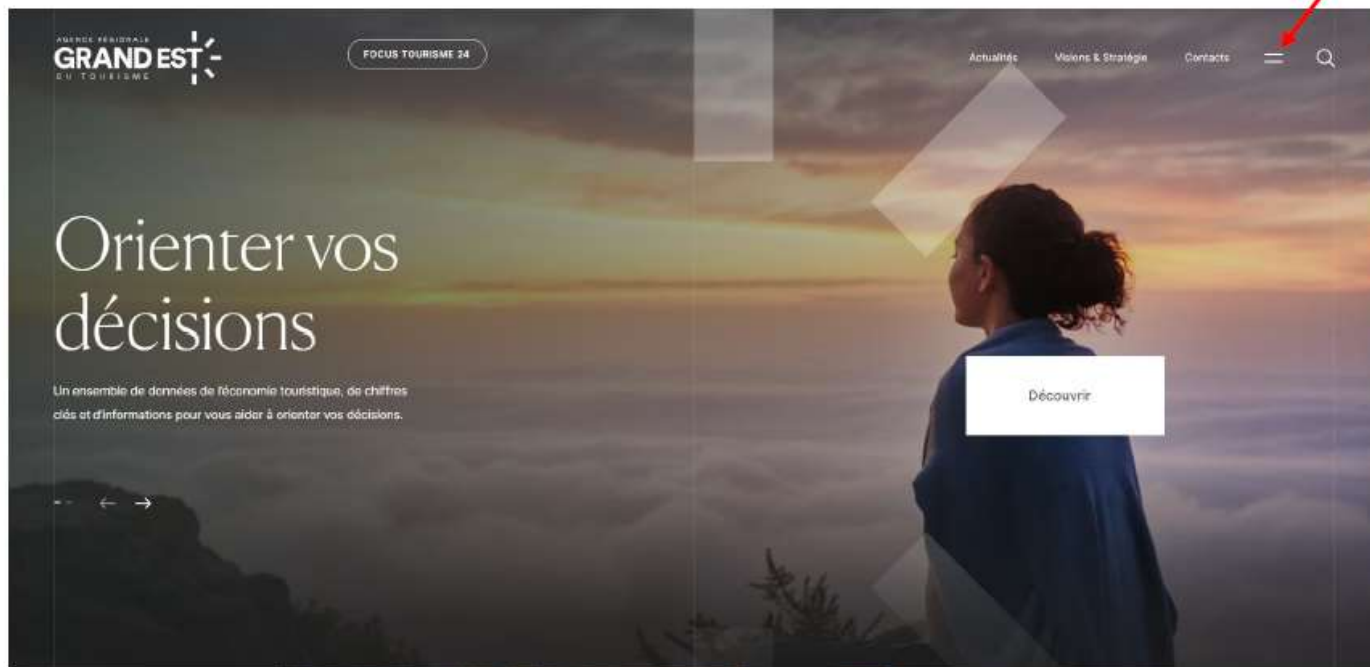 AGENCE RÉGIONALE
GRAND EST
DU TOURISME
FOCUS TOURISME 24
Actualités
Visions & Stratégie
Contacts
Orienter vos
décisions
Un ensemble de données de l'économie touristique, de chiffres
clés et d'informations pour vous aider à orienter vos décisions.
Découvrir